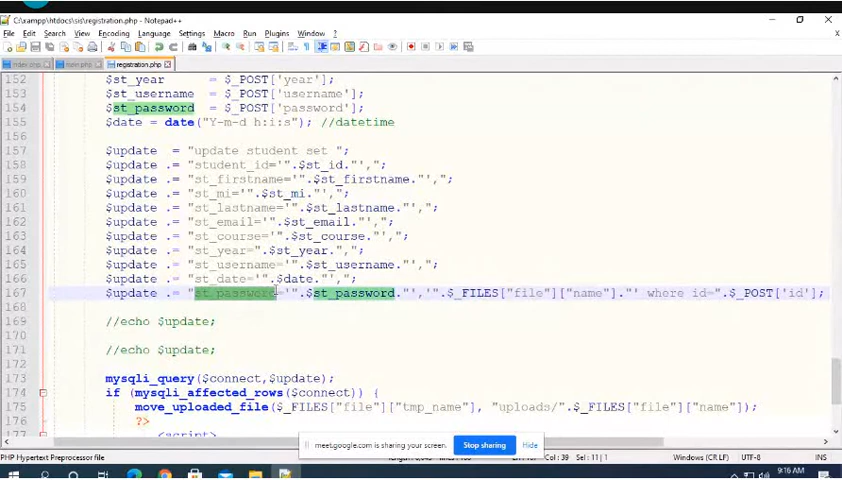 C:\xampp\htdocs\sis\registration.php - Notepad++
File Edit Search View Encoding Language Settings Macro Run Plugins Window ?
registration.php
152 $st_year = $_POST['year'];
153 $st_username = $_POST['username'];
154 $st_password = $_POST['password'];
155 $date = date("Y-m-d h:i:s"); //datetime
156
157 $update = "update student set ";
158 $update .= "student_id='".$st_id."',";
159 $update .= "st_firstname='".$st_firstname."',";
160 $update .= "st_mi='".$st_mi."',";
161 $update .= "st_lastname='".$st_lastname."',";
162 $update .= "st_email='".$st_email."',";
163 $update .= "st_course='".$st_course."',";
164 $update .= "st_year=".$st_year.",";
165 $update .= "st_username='".$st_username."',";
166 $update .= "st_date='".$date."',";
167 $update .= "st_password='".$st_password."','".$_FILES["file"]["name"]."' where id=".$_POST['id'];
168
169 //echo $update;
170
171 //echo $update;
172
173 mysqli_query($connect,$update);
174 if (mysqli_affected_rows($connect)) {
175 move_uploaded_file($_FILES["file"]["tmp_name"], "uploads/".$_FILES["file"]["name"]);
176 ?>
177 <script>
meet.google.com is sharing your screen. Stop sharing Hide
PHP Hypertext Preprocessor file Col : 39 Sel : 11 | 1 Windows (CR LF) UTF-8 INS
9:16 AM